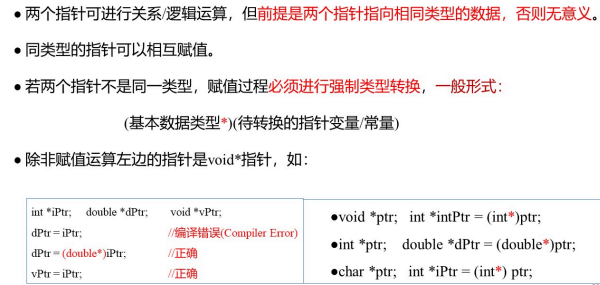 ● 两个指针可进行关系/逻辑运算，但前提是两个指针指向相同类型的数据，否则无意义。
● 同类型的指针可以相互赋值。
● 若两个指针不是同一类型，赋值过程必须进行强制类型转换，一般形式：
(基本数据类型*)(待转换的指针变量/常量)
● 除非赋值运算左边的指针是void*指针，如：
int *iPtr; double *dPtr; void *vPtr;
dPtr = iPtr; //编译错误(Compiler Error)
dPtr = (double*)iPtr; //正确
vPtr = iPtr; //正确
●void *ptr; int *intPtr = (int*)ptr;
●int *ptr; double *dPtr = (double*)ptr;
●char *ptr; int *iPtr = (int*) ptr;